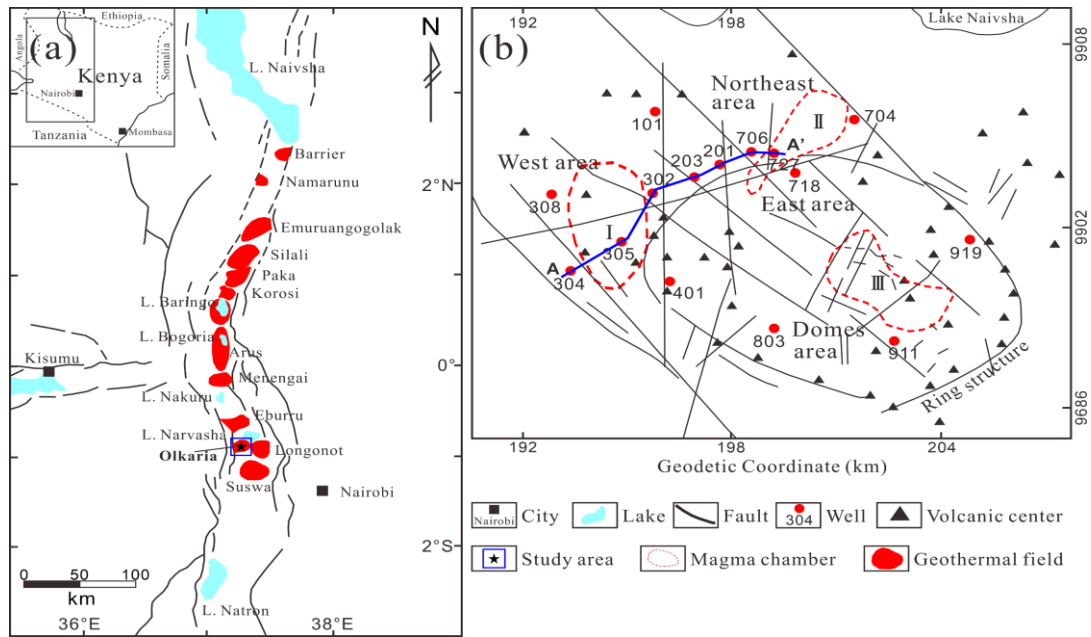 (a)
Ethiopia
Angola
Kenya
Somalia
Nairobi
Tanzania
Mombasa
N
L. Naivsha
Barrier
Namarunu
2°N
Emuruangogolak
Silali
Paka
Korosi
L. Baringo
L. Bogoria
Arus
Kisumu
0°
Menengai
L. Nakuru
Eburru
L. Narvasha
Olkaria
Longonot
Suswa
Nairobi
2°S
0 50 100
km
L. Natron
36°E 38°E
(b)
192 198 204
Lake Naivsha
9908
Northeast
area
II
704
101
706
A'
201
727
West area
203
718
302
East area
308
9902
I
305
919
A
304
III
401
Domes
area
803
911
Ring structure
9686
192 198 204
Geodetic Coordinate (km)
Nairobi City
Lake
Fault
304 Well
Volcanic center
Study area
Magma chamber
Geothermal field